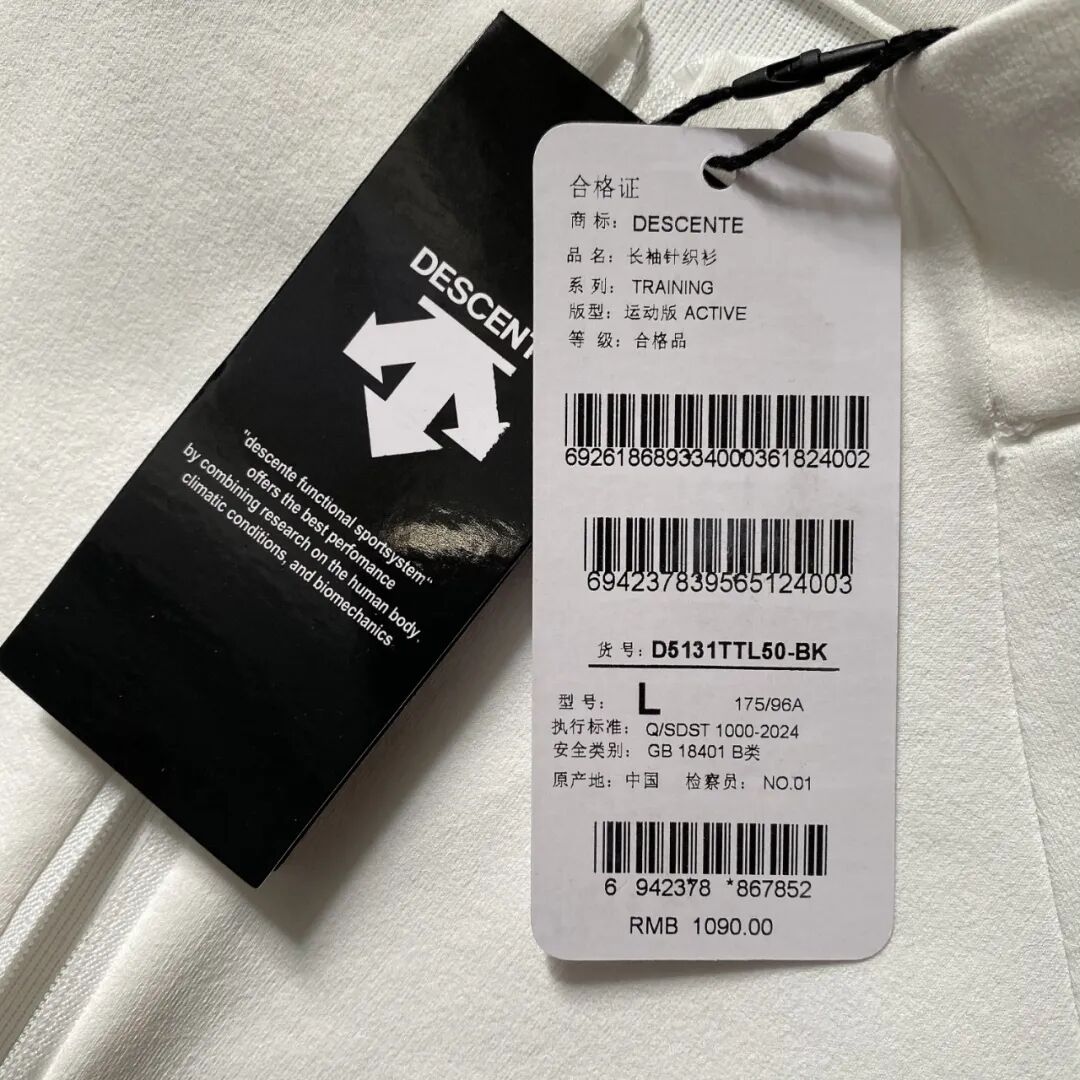 DESCENT
"descente functional sportsystem"
offers the best perfomance
by combining research on the human body.
climatic conditions, and biomechanics
合格证
商 标： DESCENTE
品 名： 长袖针织衫
系 列： TRAINING
版型： 运动版 ACTIVE
等 级： 合格品
69261868933400036182400​2
69423783956512400​3
货 号： D5131TTL50-BK
型 号： L 175/96A
执行标准： Q/SDST 1000-2024
安全类别： GB 18401 B类
原产地： 中国 检察员： NO.01
6 942378 *867852
RMB 1090.00